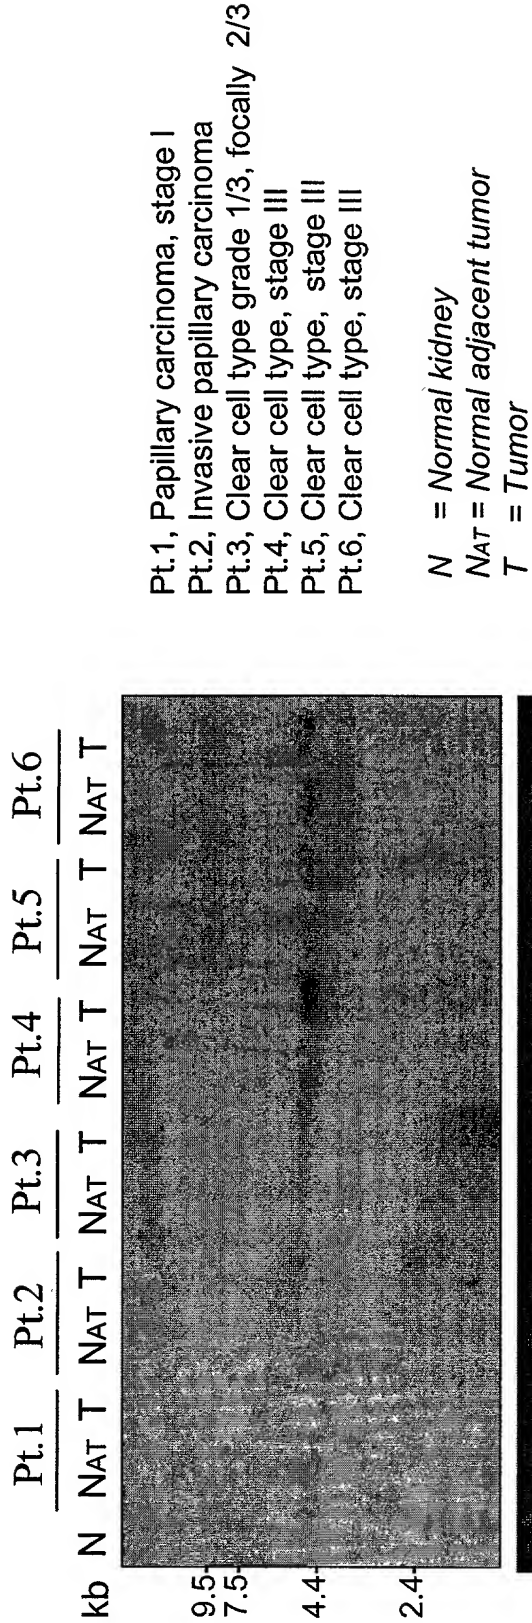 Pt.1 Pt.2 Pt.3 Pt.4 Pt.5 Pt.6
kb N NAT T NAT T NAT T NAT T NAT T NAT T
9.5-
7.5-
4.4-
2.4-
Pt.1, Papillary carcinoma, stage I
Pt.2, Invasive papillary carcinoma
Pt.3, Clear cell type grade 1/3, focally 2/3
Pt.4, Clear cell type, stage III
Pt.5, Clear cell type, stage III
Pt.6, Clear cell type, stage III
N = Normal kidney
NAT = Normal adjacent tumor
T = Tumor